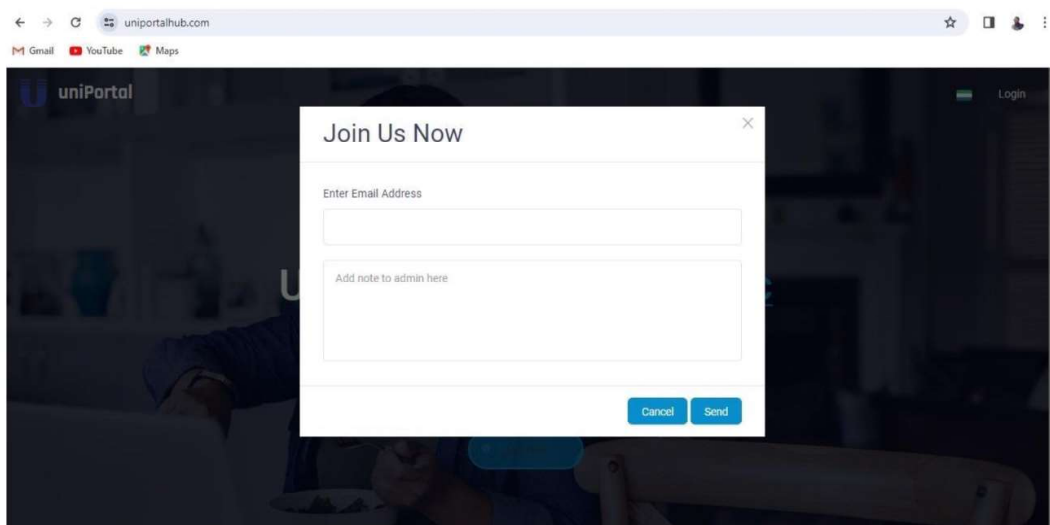 uniportalhub.com
Gmail YouTube Maps
uniPortal
Login
Join Us Now
Enter Email Address
Add note to admin here
Cancel Send